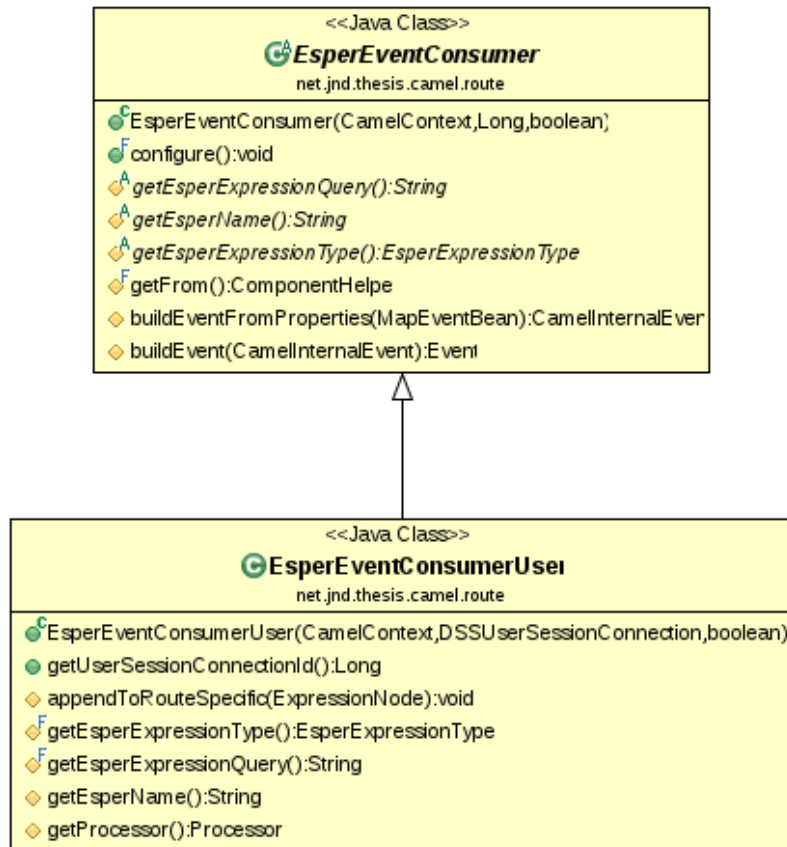 <<Java Class>>
EsperEventConsumer
net.jnd.thesis.camel.route
EsperEventConsumer(CamelContext,Long,boolean)
configure():void
getEsperExpressionQuery():String
getEsperName():String
getEsperExpressionType():EsperExpressionType
getFrom():ComponentHelpe
buildEventFromProperties(MapEventBean):CamelInternalEven
buildEvent(CamelInternalEvent):Event
<<Java Class>>
EsperEventConsumerUser
net.jnd.thesis.camel.route
EsperEventConsumerUser(CamelContext,DSSUserSessionConnection,boolean)
getUserSessionConnectionId():Long
appendToRouteSpecific(ExpressionNode):void
getEsperExpressionType():EsperExpressionType
getEsperExpressionQuery():String
getEsperName():String
getProcessor():Processor